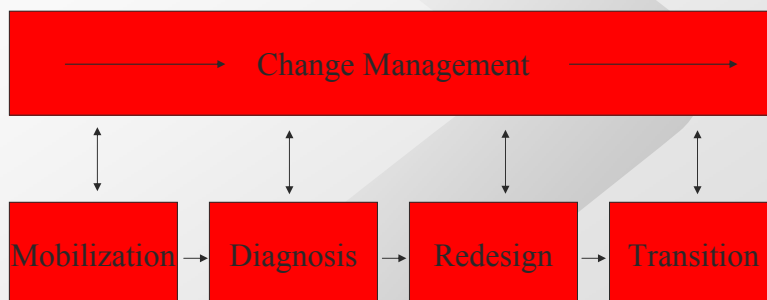 Change Management
Mobilization
Diagnosis
Redesign
Transition